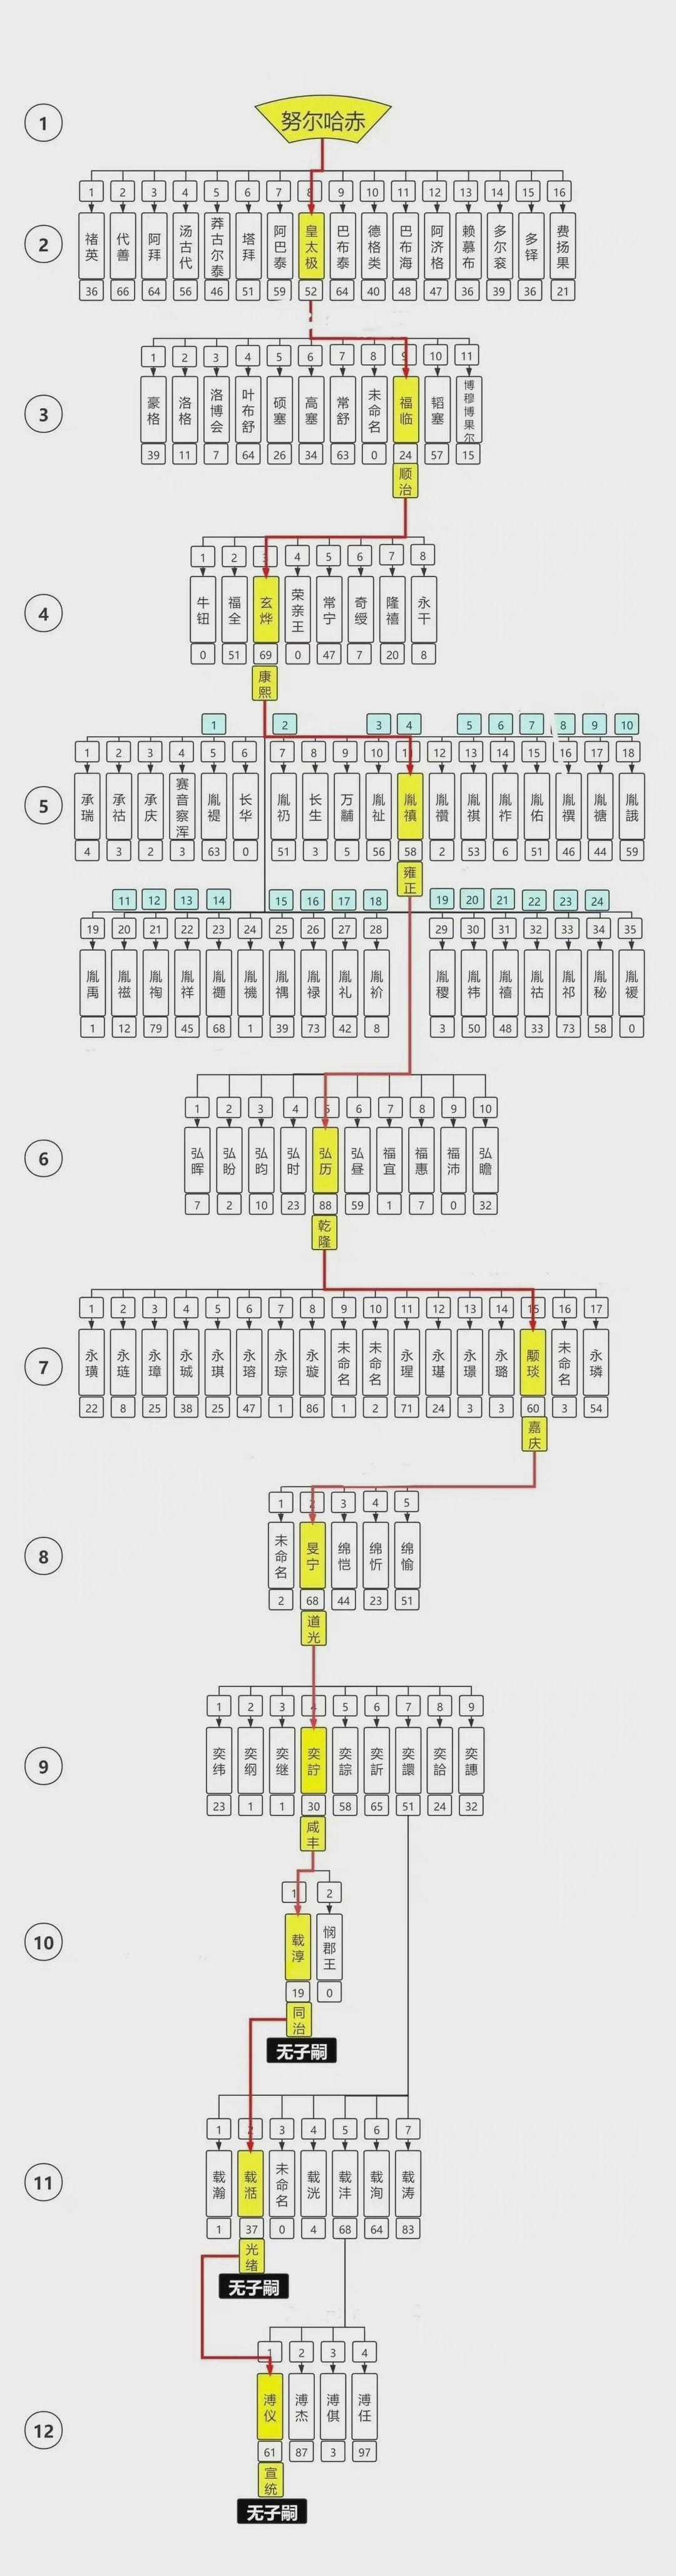 1
努尔哈赤
1 2 3 4 5 6 7 8 9 10 11 12 13 14 15 16
2
褚英 代善 阿拜 汤古代 莽古尔泰 塔拜 阿巴泰 皇太极 巴布泰 德格类 巴布海 阿济格 赖慕布 多尔衮 多铎 费扬果
36 66 64 56 46 51 59 52 64 40 48 47 36 39 36 21
1 2 3 4 5 6 7 8 9 10 11
3
豪格 洛格 洛博会 叶布舒 硕塞 高塞 常舒 未命名 福临 韬塞 博穆博果尔
39 11 7 64 26 34 63 0 24 57 15
顺治
1 2 3 4 5 6 7 8
4
牛钮 福全 玄烨 荣亲王 常宁 奇绶 隆禧 永干
0 51 69 0 47 7 20 8
康熙
1 2 3 4 5 6 7 8 9 10
1 2 3 4 5 6 7 8 9 10 11 12 13 14 15 16 17 18
5
承瑞 承祜 承庆 赛音察浑 胤禔 长华 胤礽 长生 万黼 胤祉 胤禛 胤禶 胤祺 胤祚 胤佑 胤禩 胤禟 胤誐
4 3 2 3 63 0 51 3 5 56 58 2 53 6 51 46 44 59
雍正
11 12 13 14 15 16 17 18 19 20 21 22 23 24
19 20 21 22 23 24 25 26 27 28 29 30 31 32 33 34 35
胤禹 胤禌 胤祹 胤祥 胤禵 胤禨 胤禑 胤禄 胤礼 胤祄 胤稷 胤祎 胤禧 胤祜 胤祁 胤秘 胤禐
1 12 79 45 68 1 39 73 42 8 3 50 48 33 73 58 0
1 2 3 4 5 6 7 8 9 10
6
弘晖 弘盼 弘昀 弘时 弘历 弘昼 福宜 福惠 福沛 弘瞻
7 2 10 23 88 59 1 7 0 32
乾隆
1 2 3 4 5 6 7 8 9 10 11 12 13 14 15 16 17
7
永璜 永琏 永璋 永珹 永琪 永瑢 永琮 永璇 未命名 未命名 永瑆 永璂 永璟 永璐 颙琰 未命名 永璘
22 8 25 38 25 47 1 86 1 2 71 24 3 3 60 3 54
嘉庆
1 2 3 4 5
8
未命名 旻宁 绵恺 绵忻 绵愉
2 68 44 23 51
道光
1 2 3 4 5 6 7 8 9
9
奕纬 奕纲 奕继 奕詝 奕誴 奕訢 奕譞 奕詥 奕譓
23 1 1 30 58 65 51 24 32
咸丰
1 2
10
载淳 悯郡王
19 0
同治
无子嗣
1 2 3 4 5 6 7
11
载瀚 载湉 未命名 载洸 载沣 载洵 载涛
1 37 0 4 68 64 83
光绪
无子嗣
1 2 3 4
12
溥仪 溥杰 溥倛 溥任
61 87 3 97
宣统
无子嗣